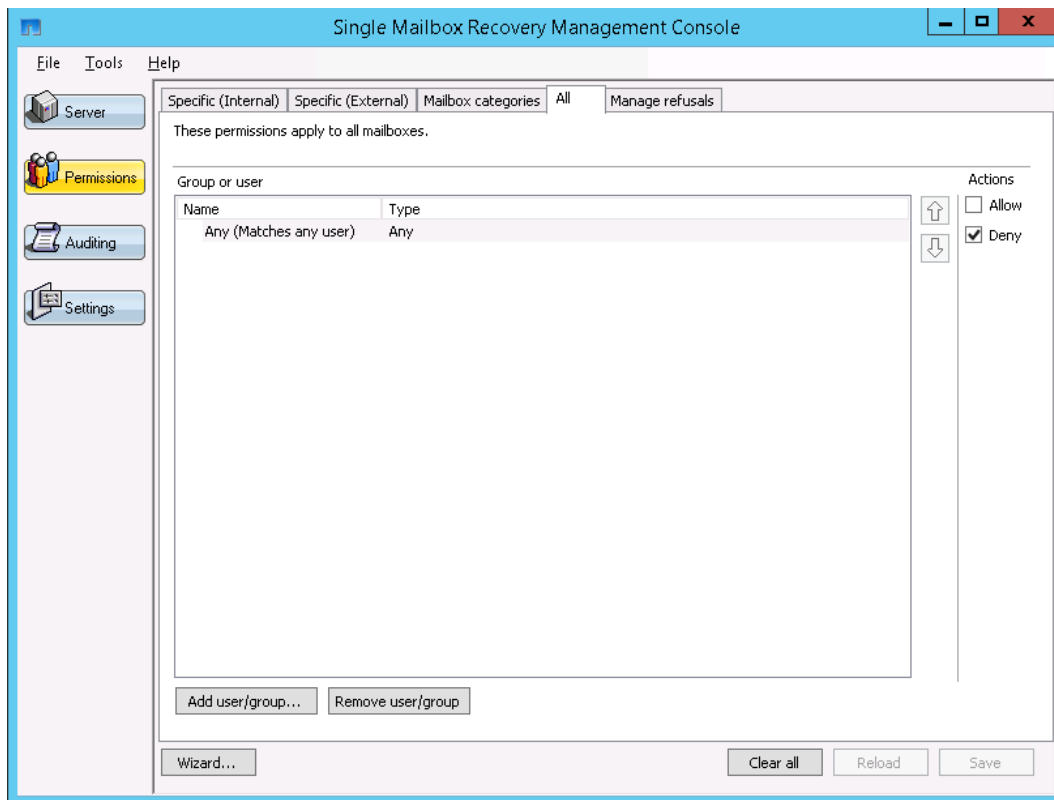 Single Mailbox Recovery Management Console
File Tools Help
Server
Permissions
Auditing
Settings
Specific (Internal) Specific (External) Mailbox categories All Manage refusals
These permissions apply to all mailboxes.
Group or user
Name Type
Any (Matches any user) Any
Actions
Allow
Deny
Add user/group... Remove user/group
Wizard... Clear all Reload Save